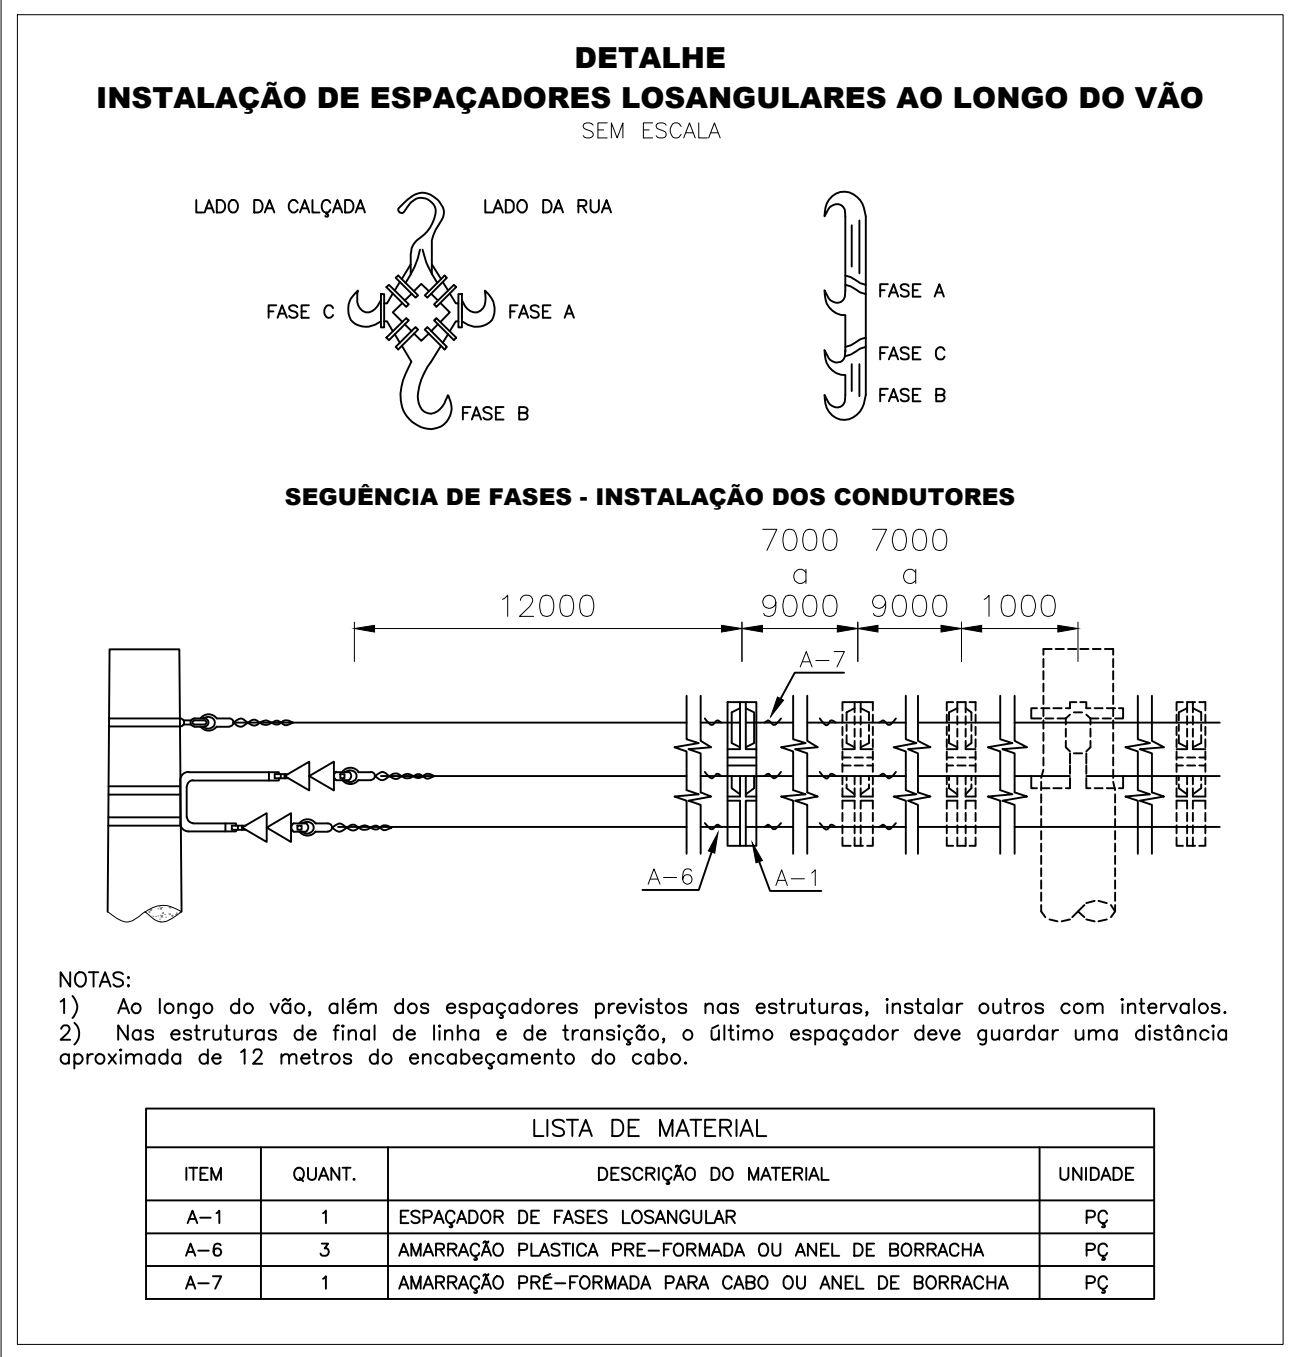 DETALHE
INSTALAÇÃO DE ESPAÇADORES LOSANGULARES AO LONGO DO VÃO
SEM ESCALA
LADO DA CALÇADA
LADO DA RUA
FASE C
FASE A
FASE B
FASE A
FASE C
FASE B
SEGUÊNCIA DE FASES - INSTALAÇÃO DOS CONDUTORES
12000
7000
a
9000
7000
a
9000
1000
A-7
A-6
A-1
NOTAS:
1) Ao longo do vão, além dos espaçadores previstos nas estruturas, instalar outros com intervalos.
2) Nas estruturas de final de linha e de transição, o último espaçador deve guardar uma distância
aproximada de 12 metros do encabeçamento do cabo.
LISTA DE MATERIAL
ITEM QUANT. DESCRIÇÃO DO MATERIAL UNIDADE
A-1 1 ESPAÇADOR DE FASES LOSANGULAR PÇ
A-6 3 AMARRAÇÃO PLASTICA PRE-FORMADA OU ANEL DE BORRACHA PÇ
A-7 1 AMARRAÇÃO PRÉ-FORMADA PARA CABO OU ANEL DE BORRACHA PÇ